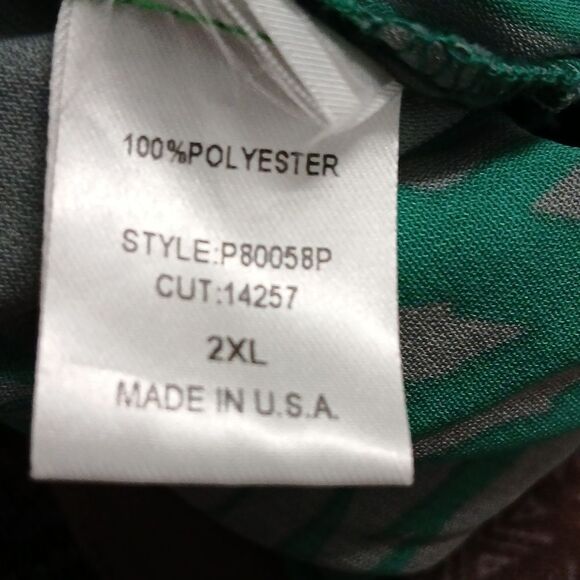 100%POLYESTER
STYLE:P80058P
CUT:14257
2XL
MADE IN U.S.A.